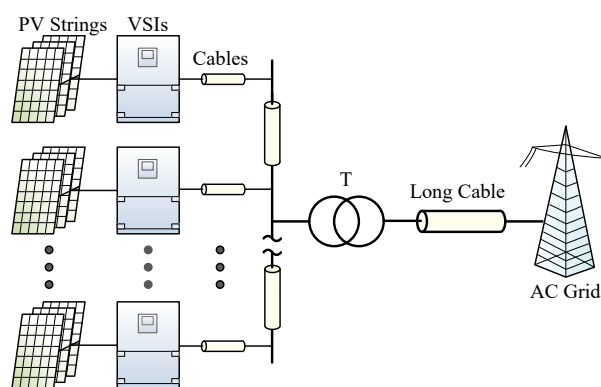 PV Strings
VSIs
Cables
T
Long Cable
AC Grid